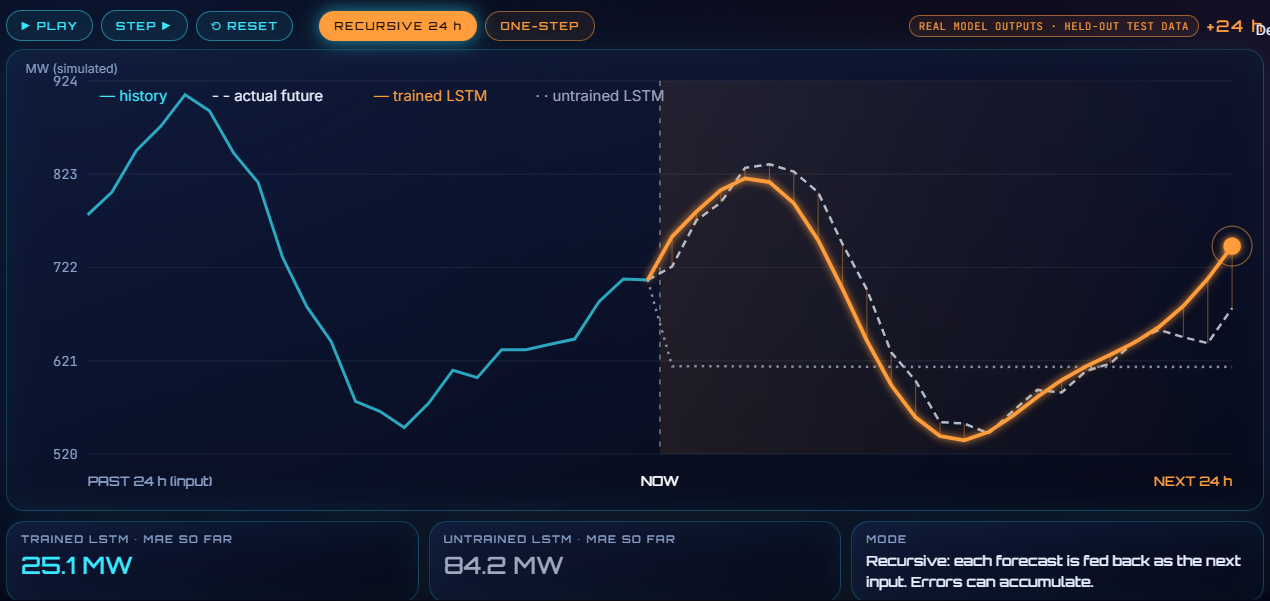 ▶ PLAY
STEP ▶
⟲ RESET
RECURSIVE 24 h
ONE-STEP
REAL MODEL OUTPUTS · HELD-OUT TEST DATA
+24 h
MW (simulated)
924
— history
- - actual future
— trained LSTM
· · untrained LSTM
823
722
621
520
PAST 24 h (input)
NOW
NEXT 24 h
TRAINED LSTM · MAE SO FAR
25.1 MW
UNTRAINED LSTM · MAE SO FAR
84.2 MW
MODE
Recursive: each forecast is fed back as the next
input. Errors can accumulate.